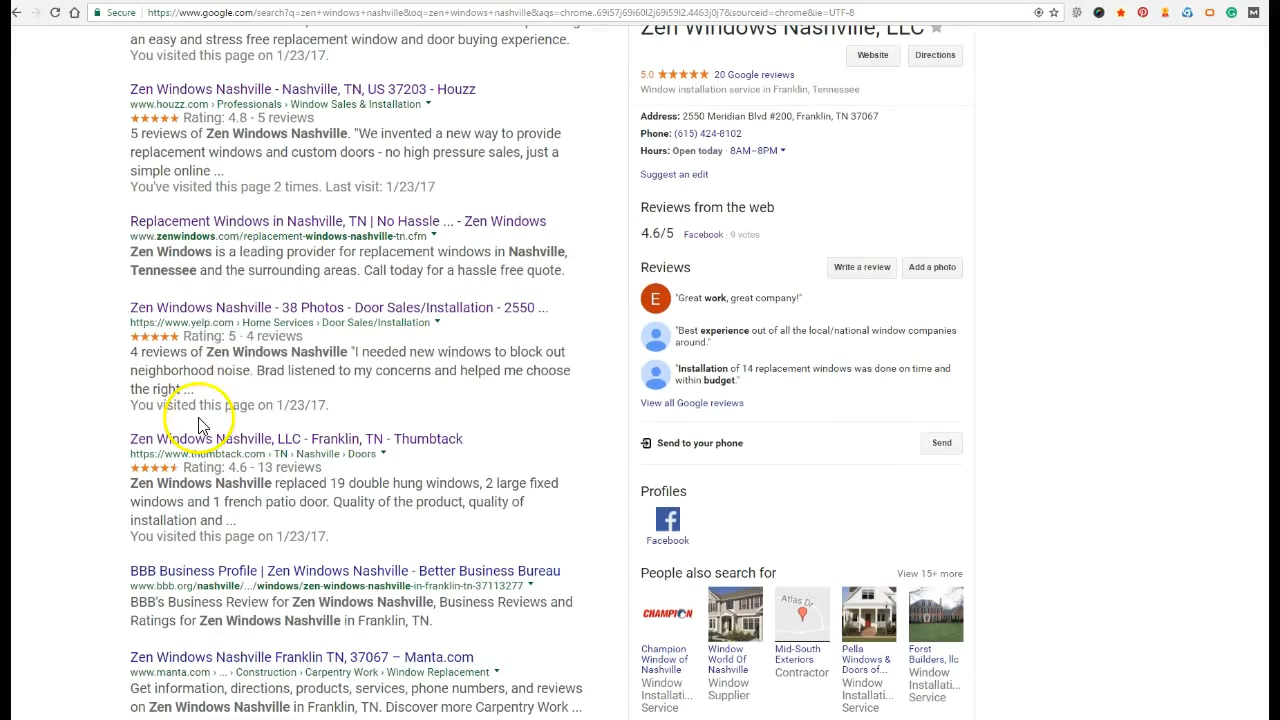 Secure
https://www.google.com/search?q=zen+windows+nashville&oq=zen+windows+nashville&aqs=chrome..69i57j69i60l2j69i59l2.4463j0j7&sourceid=chrome&ie=UTF-8
an easy and stress free replacement window and door buying experience.
You visited this page on 1/23/17.
Zen Windows Nashville - Nashville, TN, US 37203 - Houzz
www.houzz.com › Professionals › Window Sales & Installation
Rating: 4.8 - 5 reviews
5 reviews of Zen Windows Nashville. "We invented a new way to provide
replacement windows and custom doors - no high pressure sales, just a
simple online ...
You've visited this page 2 times. Last visit: 1/23/17
Replacement Windows in Nashville, TN | No Hassle ... - Zen Windows
www.zenwindows.com/replacement-windows-nashville-tn.cfm
Zen Windows is a leading provider for replacement windows in Nashville,
Tennessee and the surrounding areas. Call today for a hassle free quote.
Zen Windows Nashville - 38 Photos - Door Sales/Installation - 2550 ...
https://www.yelp.com › Home Services › Door Sales/Installation
Rating: 5 - 4 reviews
4 reviews of Zen Windows Nashville "I needed new windows to block out
neighborhood noise. Brad listened to my concerns and helped me choose
the right ...
You visited this page on 1/23/17.
Zen Windows Nashville, LLC - Franklin, TN - Thumbtack
https://www.thumbtack.com › TN › Nashville › Doors
Rating: 4.6 - 13 reviews
Zen Windows Nashville replaced 19 double hung windows, 2 large fixed
windows and 1 french patio door. Quality of the product, quality of
installation and ...
You visited this page on 1/23/17.
BBB Business Profile | Zen Windows Nashville - Better Business Bureau
www.bbb.org/nashville/.../windows/zen-windows-nashville-in-franklin-tn-37113277
BBB's Business Review for Zen Windows Nashville, Business Reviews and
Ratings for Zen Windows Nashville in Franklin, TN.
Zen Windows Nashville Franklin TN, 37067 – Manta.com
www.manta.com › ... › Construction › Carpentry Work › Window Replacement
Get information, directions, products, services, phone numbers, and reviews
on Zen Windows Nashville in Franklin, TN. Discover more Carpentry Work ...
Zen Windows Nashville, LLC
Website
Directions
5.0
20 Google reviews
Window installation service in Franklin, Tennessee
Address: 2550 Meridian Blvd #200, Franklin, TN 37067
Phone: (615) 424-8102
Hours: Open today · 8AM–8PM
Suggest an edit
Reviews from the web
4.6/5 Facebook · 9 votes
Reviews
Write a review
Add a photo
E
"Great work, great company!"
"Best experience out of all the local/national window companies
around."
"Installation of 14 replacement windows was done on time and
within budget."
View all Google reviews
Send to your phone
Send
Profiles
f
Facebook
People also search for
View 15+ more
CHAMPION
Atlas Dr
Champion
Window of
Nashville
Window
Installati...
Service
Window
World Of
Nashville
Window
Supplier
Mid-South
Exteriors
Contractor
Pella
Windows &
Doors of...
Window
Installati...
Service
Forst
Builders, llc
Window
Installati...
Service